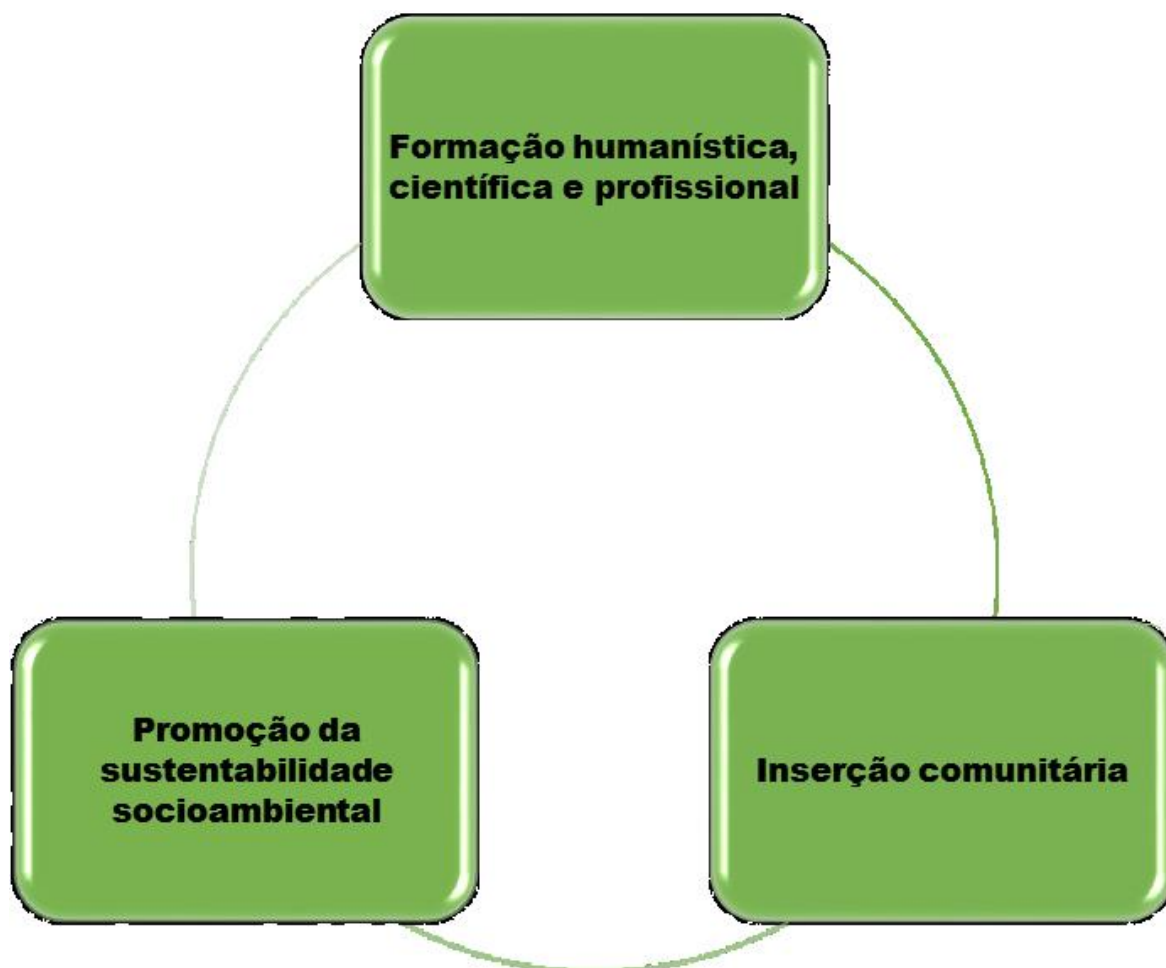 Formação humanística,
científica e profissional
Promoção da
sustentabilidade
socioambiental
Inserção comunitária